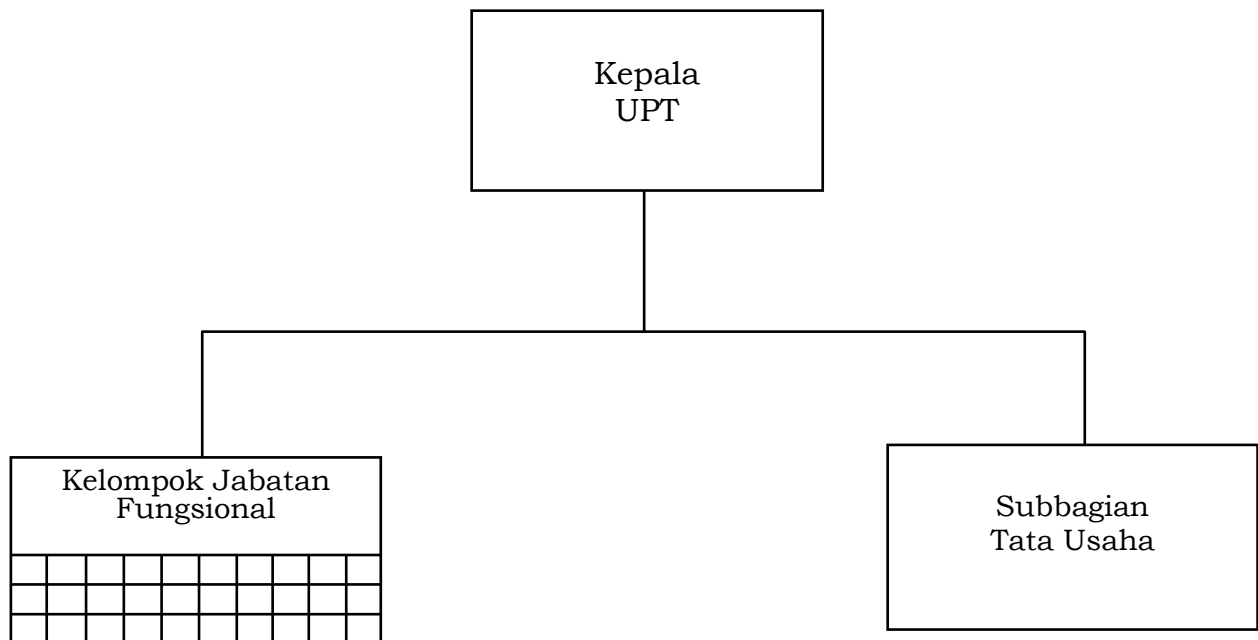 Kepala
UPT
Kelompok Jabatan
Fungsional
Subbagian
Tata Usaha